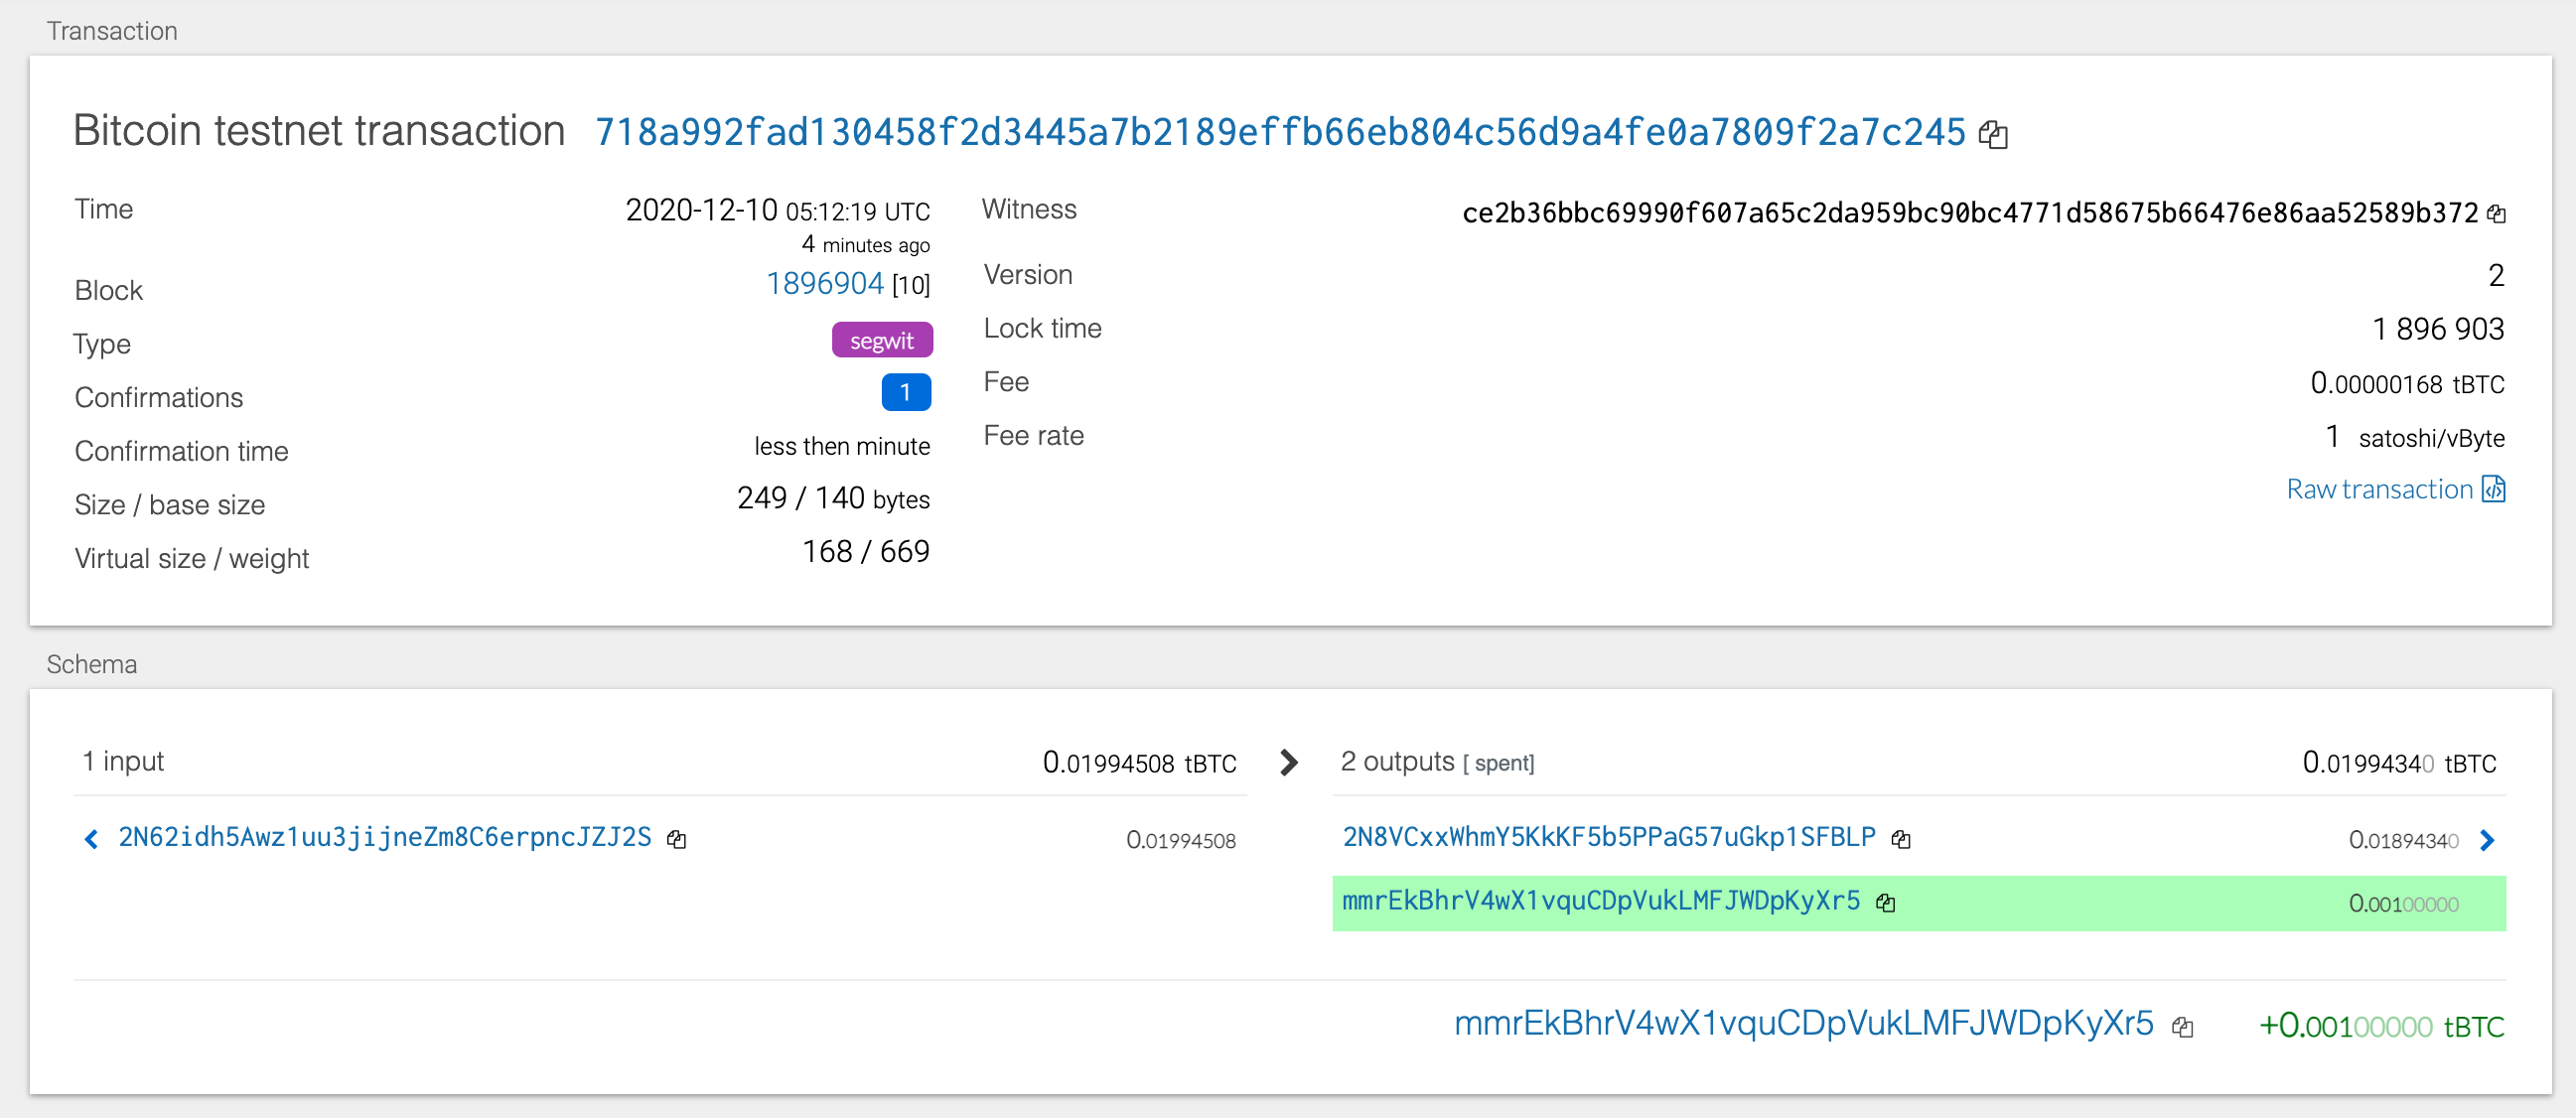 Transaction
Bitcoin testnet transaction 718a992fad130458f2d3445a7b2189effb66eb804c56d9a4fe0a7809f2a7c245
Time 2020-12-10 05:12:19 UTC
4 minutes ago
Block 1896904 [10]
Type segwit
Confirmations 1
Confirmation time less then minute
Size / base size 249 / 140 bytes
Virtual size / weight 168 / 669
Witness ce2b36bbc69990f607a65c2da959bc90bc4771d58675b66476e86aa52589b372
Version 2
Lock time 1 896 903
Fee 0.00000168 tBTC
Fee rate 1 satoshi/vByte
Raw transaction
Schema
1 input 0.01994508 tBTC
2N62idh5Awz1uu3jijneZm8C6erpncJZJ2S 0.01994508
2 outputs [ spent] 0.01994340 tBTC
2N8VCxxWhmY5KkKF5b5PPaG57uGkp1SFBLP 0.01894340
mmrEkBhrV4wX1vquCDpVukLMFJWDpKyXr5 0.00100000
mmrEkBhrV4wX1vquCDpVukLMFJWDpKyXr5 +0.00100000 tBTC